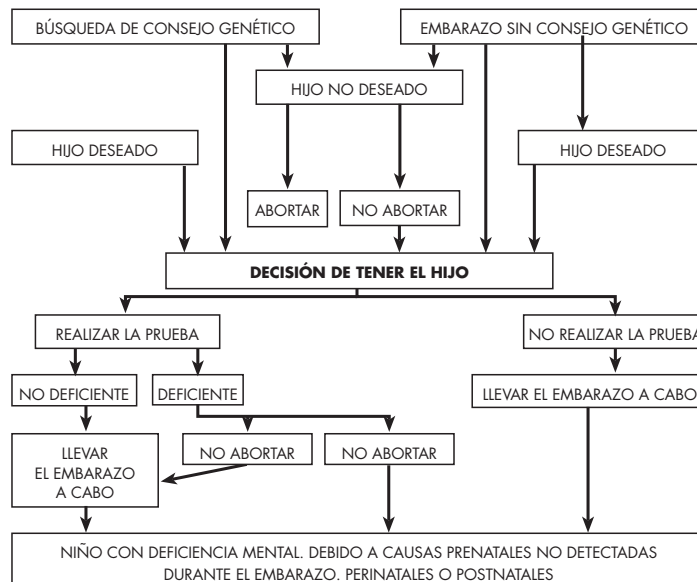 BÚSQUEDA DE CONSEJO GENÉTICO
EMBARAZO SIN CONSEJO GENÉTICO
HIJO NO DESEADO
HIJO DESEADO
HIJO DESEADO
ABORTAR
NO ABORTAR
DECISIÓN DE TENER EL HIJO
REALIZAR LA PRUEBA
NO REALIZAR LA PRUEBA
NO DEFICIENTE
DEFICIENTE
LLEVAR EL EMBARAZO A CABO
LLEVAR
EL EMBARAZO
A CABO
NO ABORTAR
NO ABORTAR
NIÑO CON DEFICIENCIA MENTAL. DEBIDO A CAUSAS PRENATALES NO DETECTADAS
DURANTE EL EMBARAZO. PERINATALES O POSTNATALES